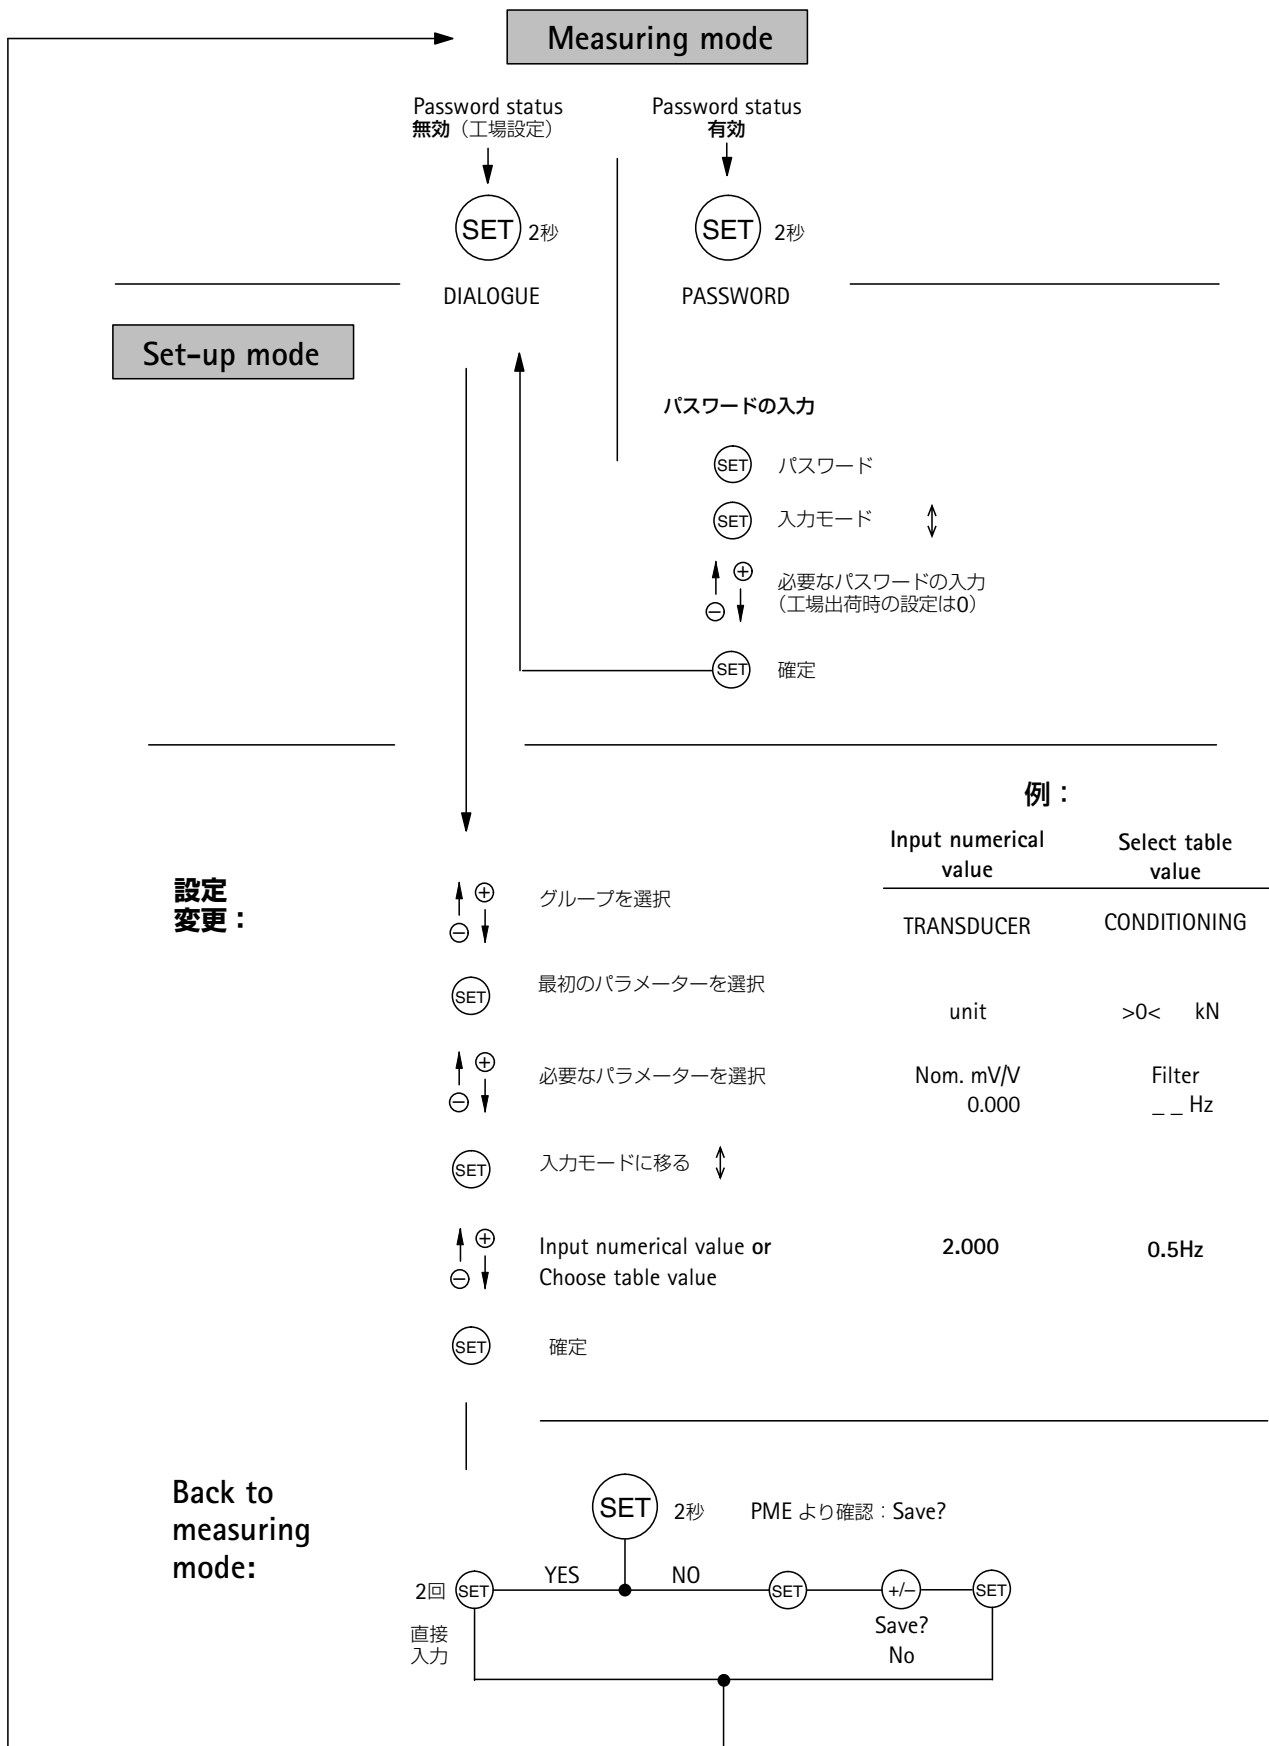 Measuring mode
Password status
無効（工場設定）
Password status
有効
SET 2秒
SET 2秒
DIALOGUE
PASSWORD
Set-up mode
パスワードの入力
SET パスワード
SET 入力モード
+
−
必要なパスワードの入力
（工場出荷時の設定は0）
SET 確定
例：
Input numerical
value
Select table
value
設定
変更：
+
−
グループを選択
TRANSDUCER
CONDITIONING
SET 最初のパラメーターを選択
unit
>0< kN
+
−
必要なパラメーターを選択
Nom. mV/V
0.000
Filter
_ _ Hz
SET 入力モードに移る
+
−
Input numerical value or
Choose table value
2.000
0.5Hz
SET 確定
Back to
measuring
mode:
SET 2秒 PME より確認：Save?
2回 SET YES NO SET +/− SET
直接
入力
Save?
No